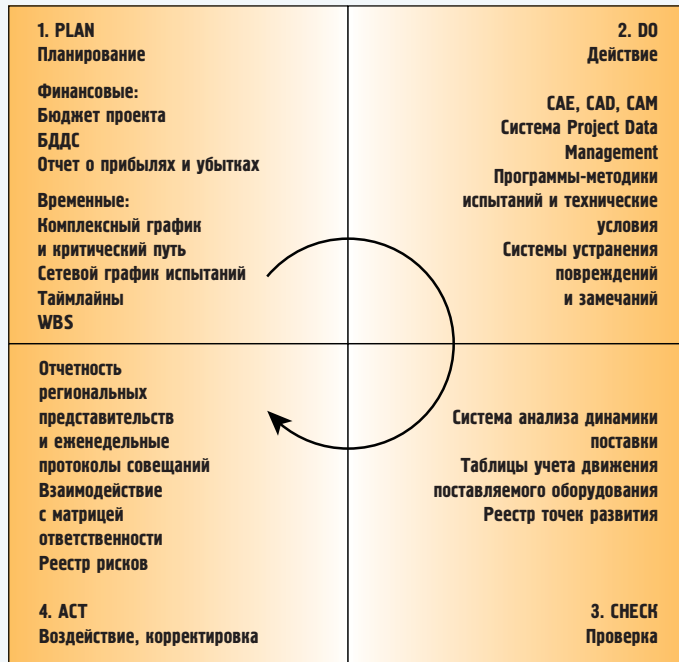 1. PLAN
Планирование
Финансовые:
Бюджет проекта
БДДС
Отчет о прибылях и убытках
Временные:
Комплексный график
и критический путь
Сетевой график испытаний
Таймлайны
WBS
2. DO
Действие
CAE, CAD, CAM
Система Project Data
Management
Программы-методики
испытаний и технические
условия
Системы устранения
повреждений
и замечаний
Система анализа динамики
поставки
Таблицы учета движения
поставляемого оборудования
Реестр точек развития
3. CHECK
Проверка
Отчетность
региональных
представительств
и еженедельные
протоколы совещаний
Взаимодействие
с матрицей
ответственности
Реестр рисков
4. ACT
Воздействие, корректировка